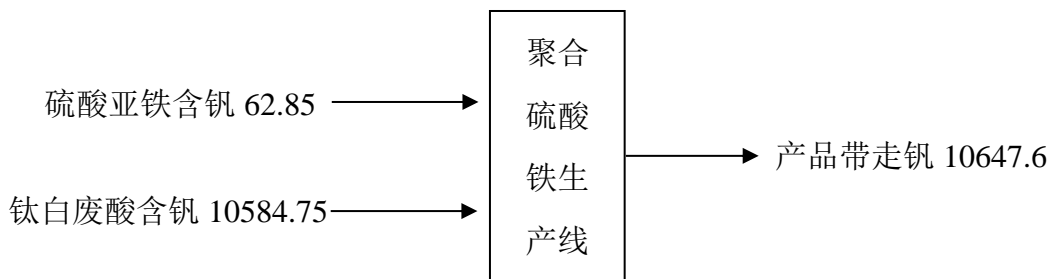 聚合
硫酸
铁生
产线
硫酸亚铁含钒 62.85
钛白废酸含钒 10584.75
产品带走钒 10647.6